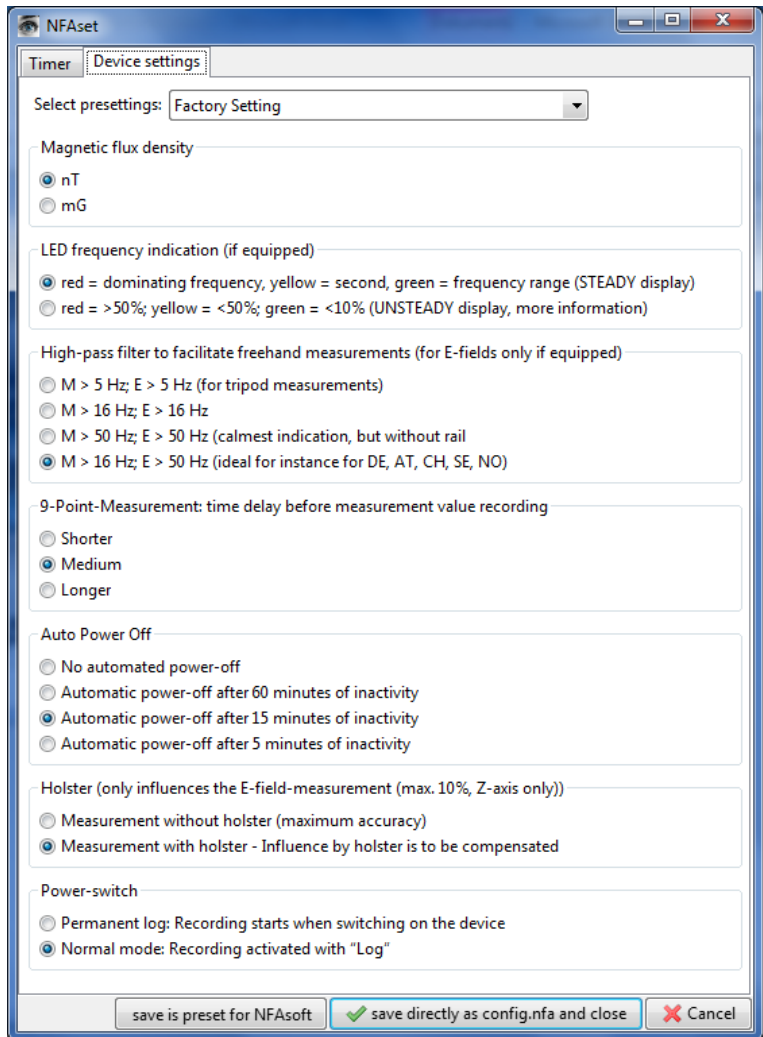 NFAset
Timer
Device settings
Select presettings: Factory Setting
Magnetic flux density
nT
mG
LED frequency indication (if equipped)
red = dominating frequency, yellow = second, green = frequency range (STEADY display)
red = >50%; yellow = <50%; green = <10% (UNSTEADY display, more information)
High-pass filter to facilitate freehand measurements (for E-fields only if equipped)
M > 5 Hz; E > 5 Hz (for tripod measurements)
M > 16 Hz; E > 16 Hz
M > 50 Hz; E > 50 Hz (calmest indication, but without rail
M > 16 Hz; E > 50 Hz (ideal for instance for DE, AT, CH, SE, NO)
9-Point-Measurement: time delay before measurement value recording
Shorter
Medium
Longer
Auto Power Off
No automated power-off
Automatic power-off after 60 minutes of inactivity
Automatic power-off after 15 minutes of inactivity
Automatic power-off after 5 minutes of inactivity
Holster (only influences the E-field-measurement (max. 10%, Z-axis only))
Measurement without holster (maximum accuracy)
Measurement with holster - Influence by holster is to be compensated
Power-switch
Permanent log: Recording starts when switching on the device
Normal mode: Recording activated with “Log”
save is preset for NFAsoft
save directly as config.nfa and close
Cancel